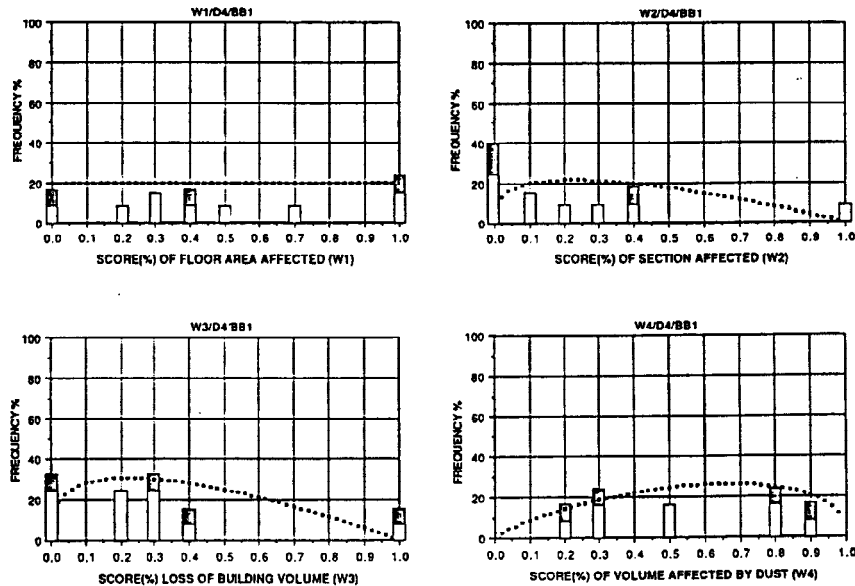 W1/D4/BB1
FREQUENCY %
100
80
60
40
20
0
0.0 0.1 0.2 0.3 0.4 0.5 0.6 0.7 0.8 0.9 1.0
SCORE(%) OF FLOOR AREA AFFECTED (W1)
W2/D4/BB1
FREQUENCY %
100
80
60
40
20
0
0.0 0.1 0.2 0.3 0.4 0.5 0.6 0.7 0.8 0.9 1.0
SCORE(%) OF SECTION AFFECTED (W2)
W3/D4'BB1
FREQUENCY %
100
80
60
40
20
0
0.0 0.1 0.2 0.3 0.4 0.5 0.6 0.7 0.8 0.9 1.0
SCORE(%) LOSS OF BUILDING VOLUME (W3)
W4/D4/BB1
FREQUENCY %
100
80
60
40
20
0
0.0 0.1 0.2 0.3 0.4 0.5 0.6 0.7 0.8 0.9 1.0
SCORE(%) OF VOLUME AFFECTED BY DUST (W4)